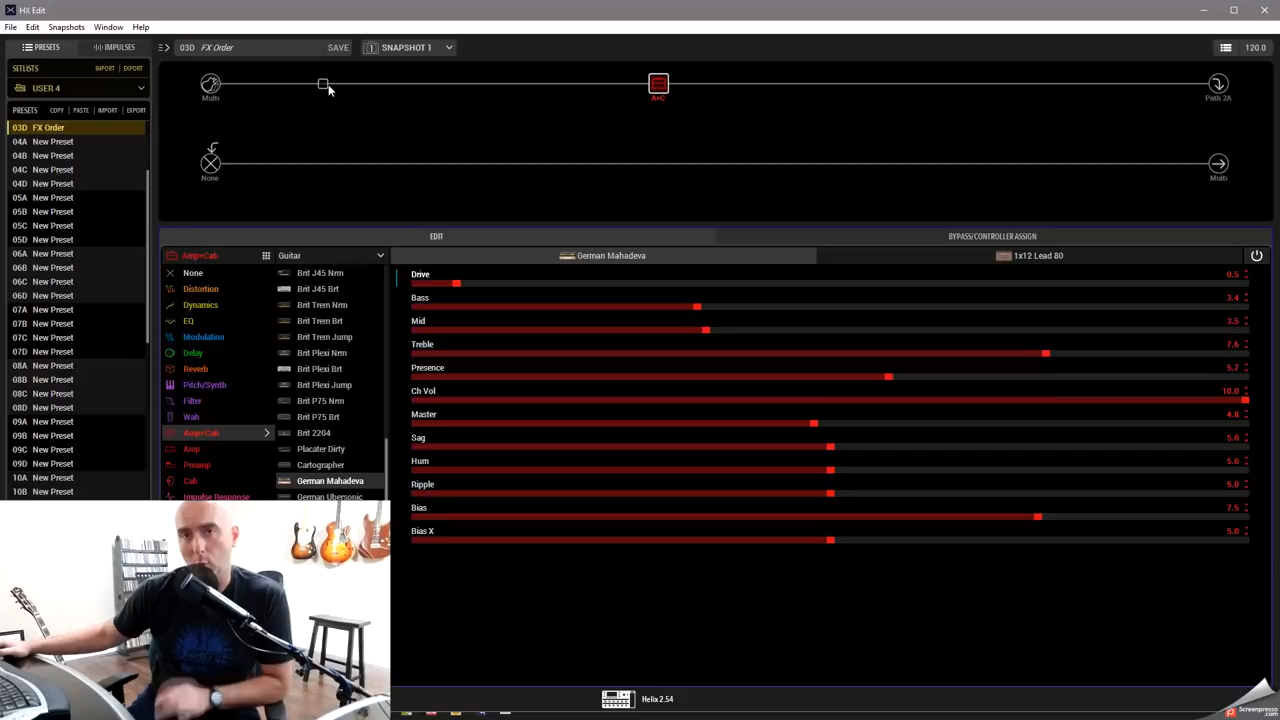 HX Edit
File Edit Snapshots Window Help
PRESETS IMPULSES
03D FX Order SAVE
1 SNAPSHOT 1
120.0
SETLISTS IMPORT EXPORT
USER 4
PRESETS COPY PASTE IMPORT EXPORT
03D FX Order
04A New Preset
04B New Preset
04C New Preset
04D New Preset
05A New Preset
05B New Preset
05C New Preset
05D New Preset
06A New Preset
06B New Preset
06C New Preset
06D New Preset
07A New Preset
07B New Preset
07C New Preset
07D New Preset
08A New Preset
08B New Preset
08C New Preset
08D New Preset
09A New Preset
09B New Preset
09C New Preset
09D New Preset
10A New Preset
10B New Preset
Multi
A+C
Path 2A
None
Multi
EDIT
BYPASS/CONTROLLER ASSIGN
Amp+Cab
None
Distortion
Dynamics
EQ
Modulation
Delay
Reverb
Pitch/Synth
Filter
Wah
Amp+Cab
Amp
Preamp
Cab
Impulse Response
Guitar
Brit J45 Nrm
Brit J45 Brt
Brit Trem Nrm
Brit Trem Brt
Brit Trem Jump
Brit Plexi Nrm
Brit Plexi Brt
Brit Plexi Jump
Brit P75 Nrm
Brit P75 Brt
Brit 2204
Placater Dirty
Cartographer
German Mahadeva
German Ubersonic
German Mahadeva
1x12 Lead 80
Drive 0.5
Bass 3.4
Mid 3.5
Treble 7.6
Presence 5.7
Ch Vol 10.0
Master 4.8
Sag 5.0
Hum 5.0
Ripple 5.0
Bias 7.5
Bias X 5.0
Helix 2.54
Screenpresso
.com